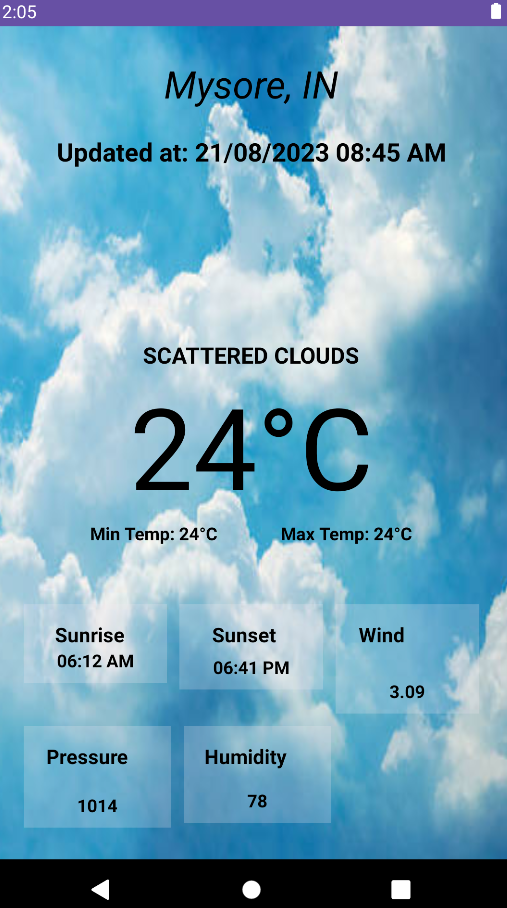 2:05
Mysore, IN
Updated at: 21/08/2023 08:45 AM
SCATTERED CLOUDS
24°C
Min Temp: 24°C Max Temp: 24°C
Sunrise Sunset Wind
06:12 AM 06:41 PM 3.09
Pressure Humidity
1014 78